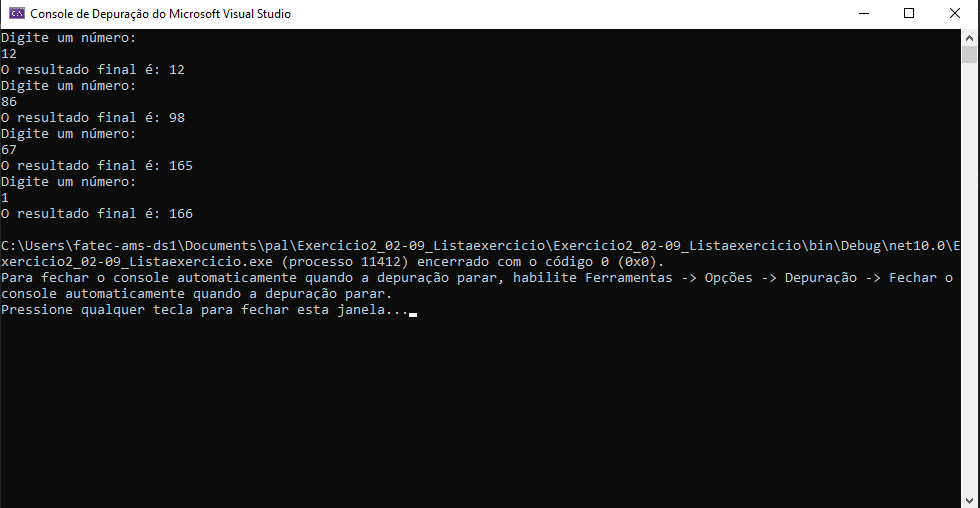 Console de Depuração do Microsoft Visual Studio
Digite um número:
12
O resultado final é: 12
Digite um número:
86
O resultado final é: 98
Digite um número:
67
O resultado final é: 165
Digite um número:
1
O resultado final é: 166
C:\Users\fatec-ams-ds1\Documents\pal\Exercicio2_02-09_Listaexercicio\Exercicio2_02-09_Listaexercicio\bin\Debug\net10.0\E
xercicio2_02-09_Listaexercicio.exe (processo 11412) encerrado com o código 0 (0x0).
Para fechar o console automaticamente quando a depuração parar, habilite Ferramentas -> Opções -> Depuração -> Fechar o
console automaticamente quando a depuração parar.
Pressione qualquer tecla para fechar esta janela...